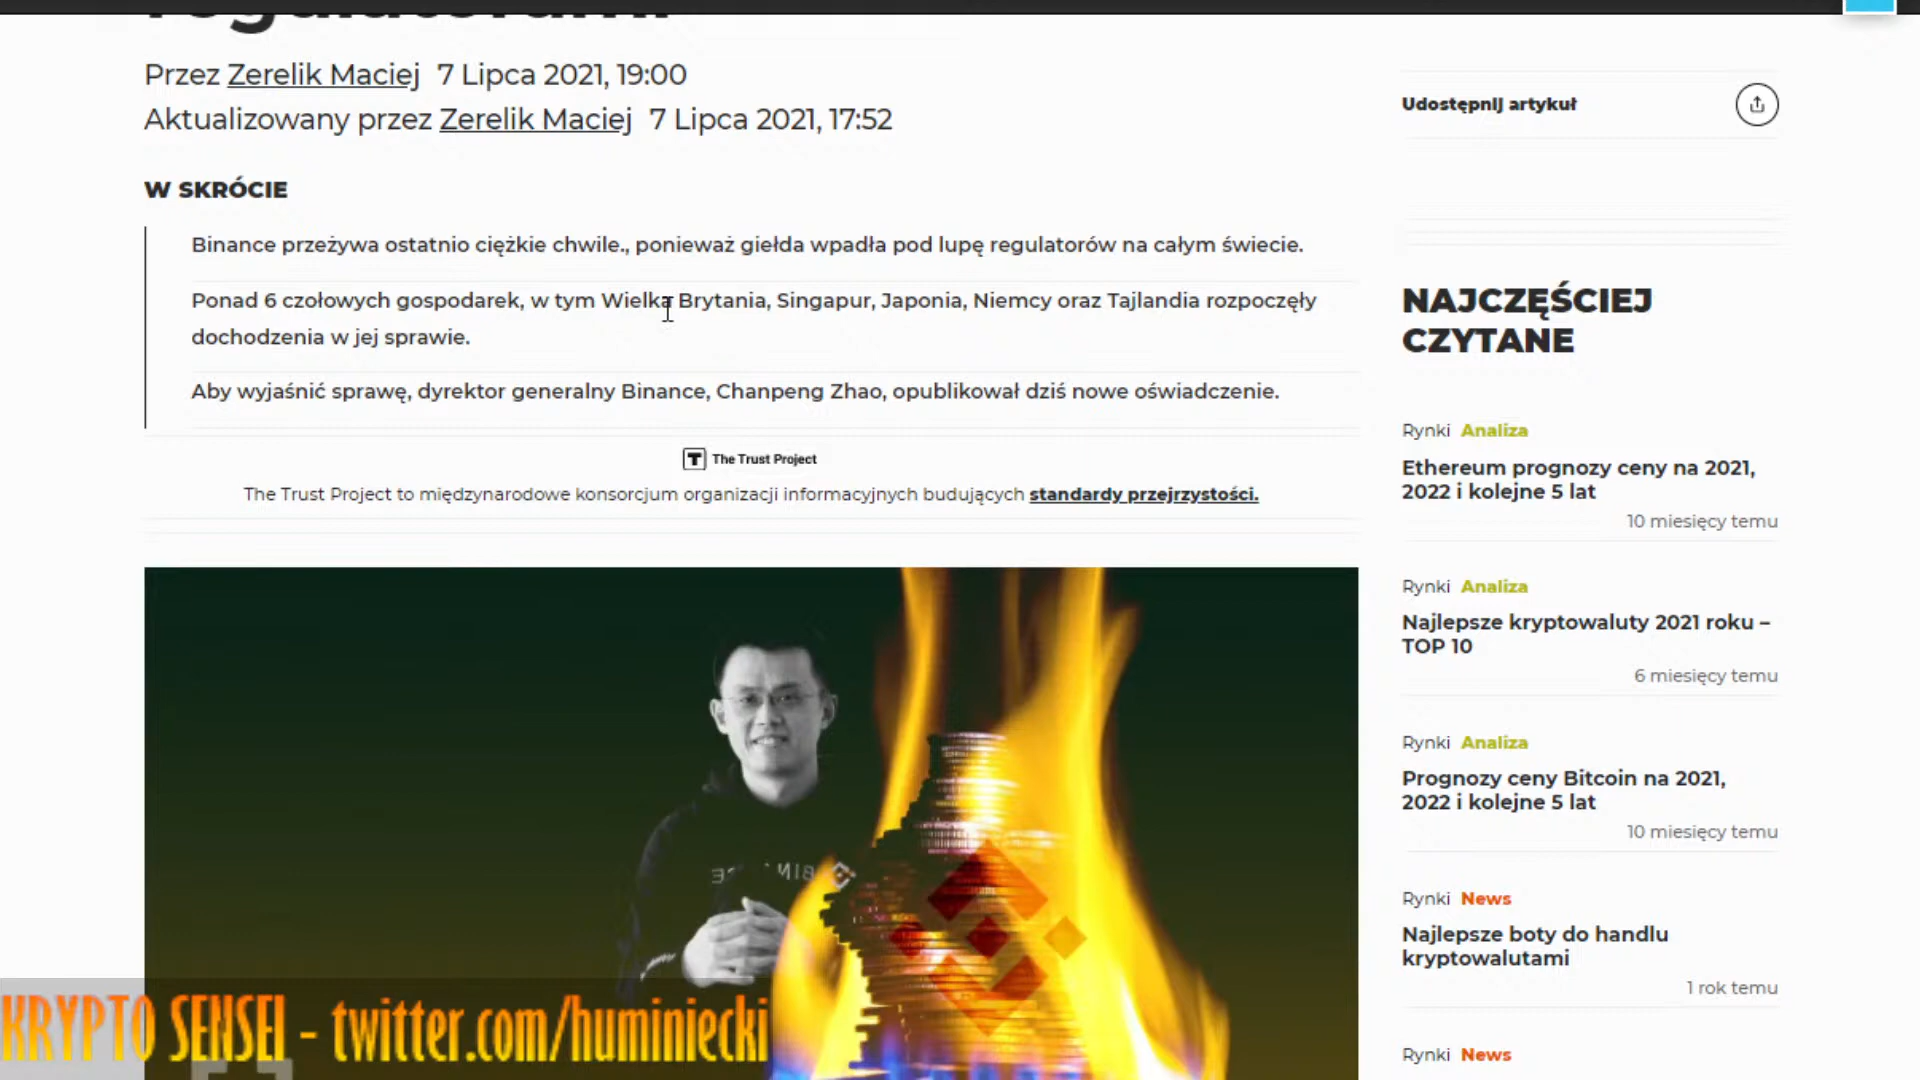 Przez Zerelik Maciej 7 Lipca 2021, 19:00
Aktualizowany przez Zerelik Maciej 7 Lipca 2021, 17:52
W SKRÓCIE
Binance przeżywa ostatnio ciężkie chwile., ponieważ giełda wpadła pod lupę regulatorów na całym świecie.
Ponad 6 czołowych gospodarek, w tym Wielka Brytania, Singapur, Japonia, Niemcy oraz Tajlandia rozpoczęły
dochodzenia w jej sprawie.
Aby wyjaśnić sprawę, dyrektor generalny Binance, Chanpeng Zhao, opublikował dziś nowe oświadczenie.
The Trust Project
The Trust Project to międzynarodowe konsorcjum organizacji informacyjnych budujących standardy przejrzystości.
KRYPTO SENSEI - twitter.com/huminiecki
Udostępnij artykuł
NAJCZĘŚCIEJ
CZYTANE
Rynki Analiza
Ethereum prognozy ceny na 2021,
2022 i kolejne 5 lat
10 miesięcy temu
Rynki Analiza
Najlepsze kryptowaluty 2021 roku –
TOP 10
6 miesięcy temu
Rynki Analiza
Prognozy ceny Bitcoin na 2021,
2022 i kolejne 5 lat
10 miesięcy temu
Rynki News
Najlepsze boty do handlu
kryptowalutami
1 rok temu
Rynki News